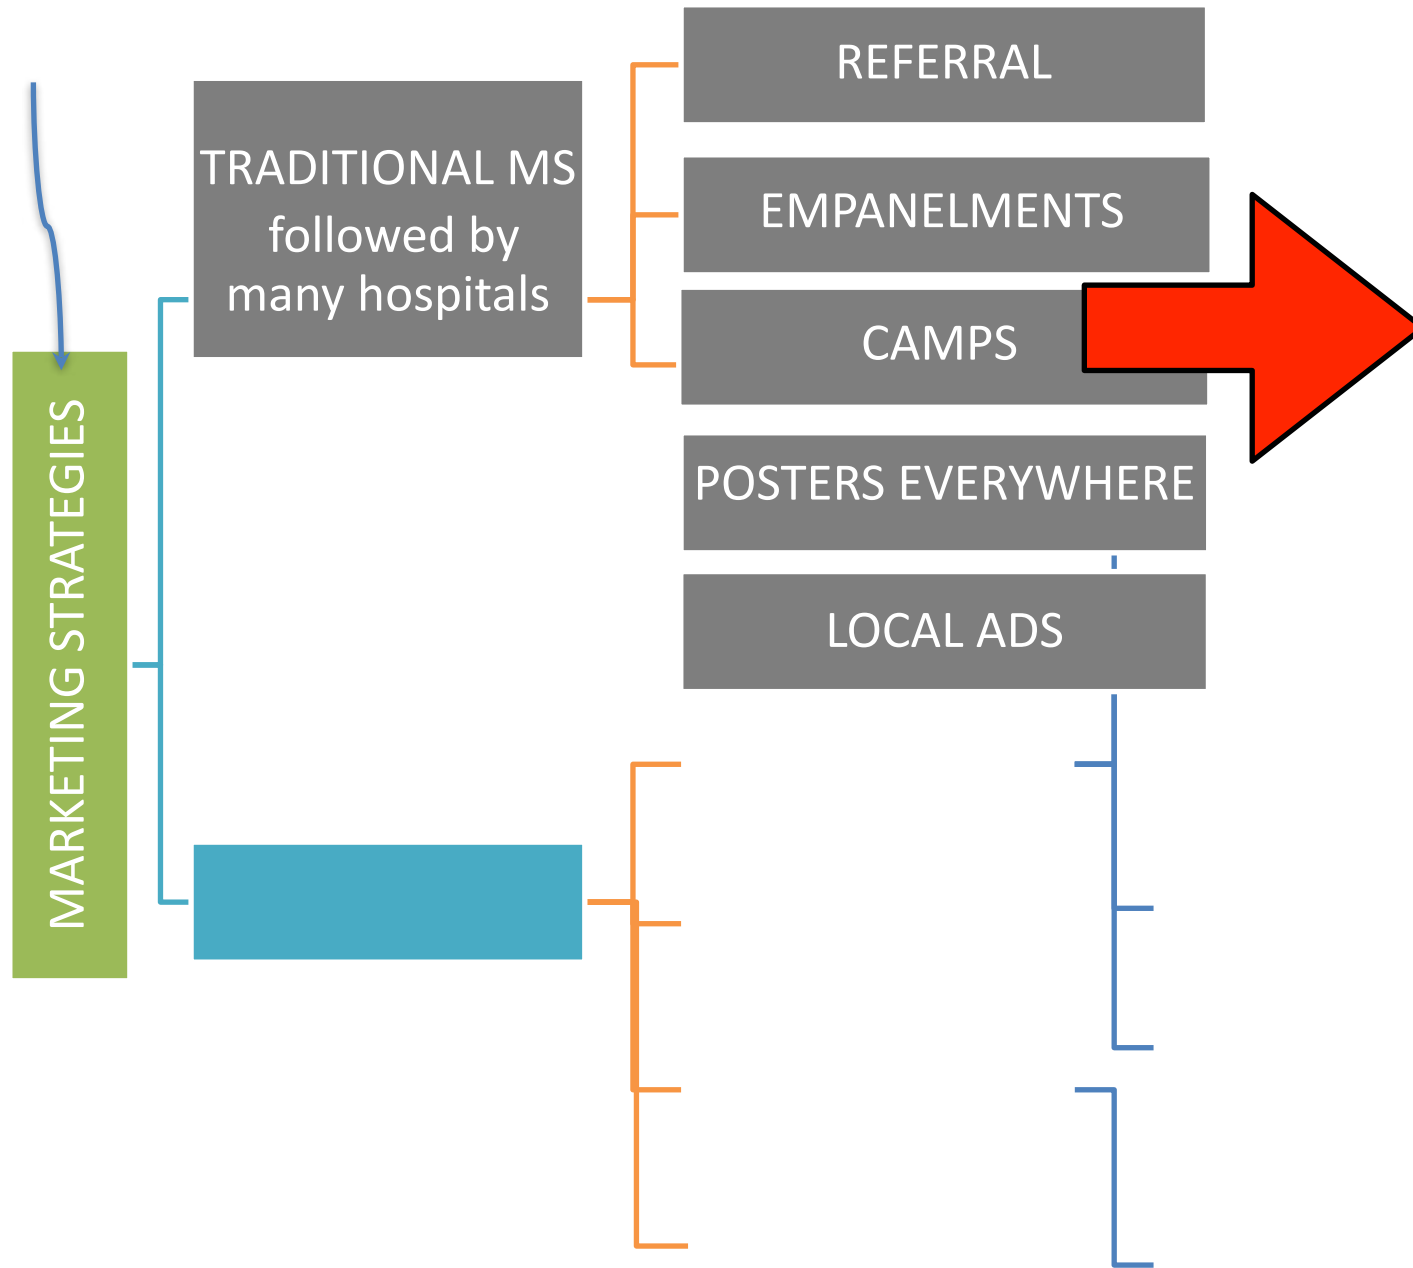 MARKETING STRATEGIES
TRADITIONAL MS
followed by
many hospitals
REFERRAL
EMPANELMENTS
CAMPS
POSTERS EVERYWHERE
LOCAL ADS